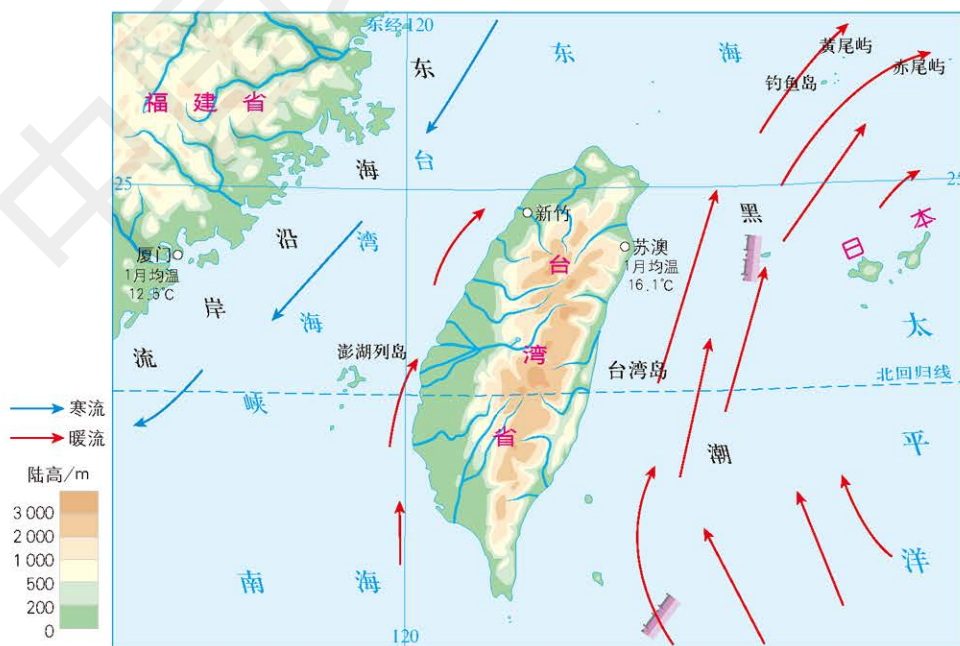 东经120
东海
黄尾屿
赤尾屿
钓鱼岛
福建省
东海沿岸流
台湾海峡
25
25
新竹
苏澳
1月均温
16.1℃
厦门
1月均温
12.5℃
黑潮
日本
台湾省
澎湖列岛
台湾岛
太平洋
北回归线
寒流
暖流
陆高/m
3 000
2 000
1 000
500
200
0
南海
120